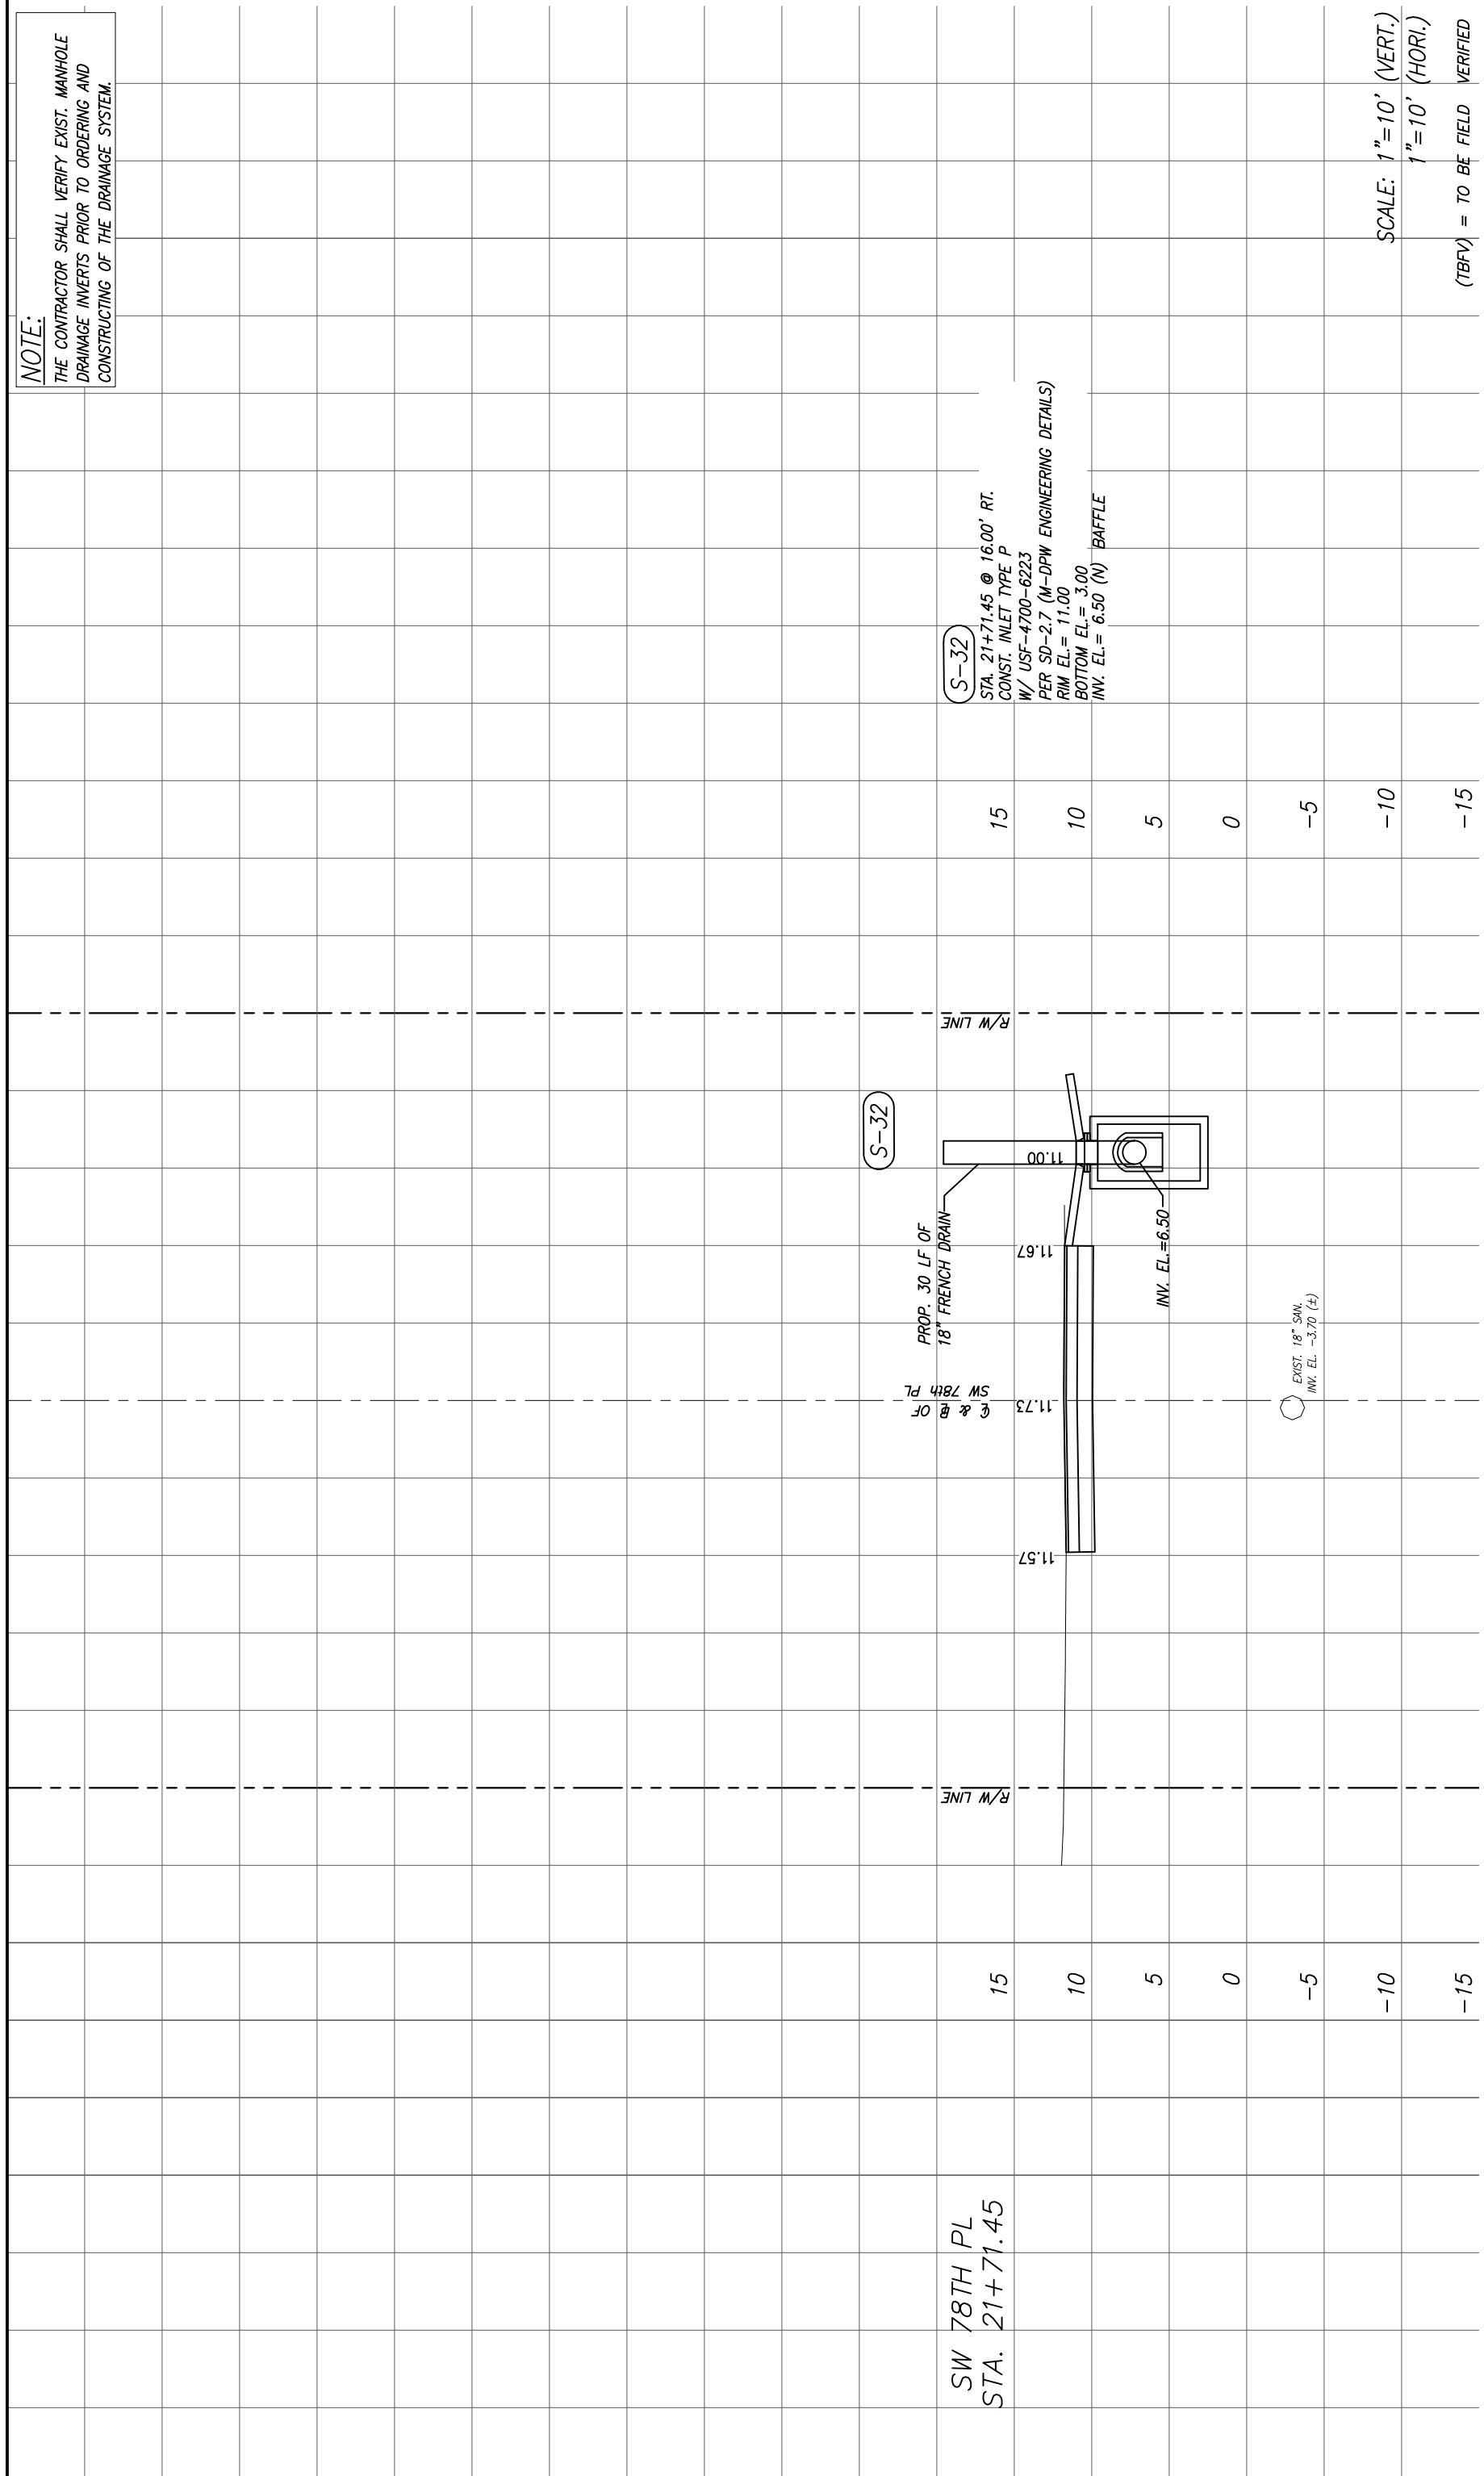 NOTE:
THE CONTRACTOR SHALL VERIFY EXIST. MANHOLE
DRAINAGE INVERTS PRIOR TO ORDERING AND
CONSTRUCTING OF THE DRAINAGE SYSTEM.
S-32
STA. 21+71.45 @ 16.00' RT.
CONST. INLET TYPE P
W/ USF-4700-6223
PER SD-2.7 (M-DPW ENGINEERING DETAILS)
RIM EL.= 11.00
BOTTOM EL.= 3.00
INV. EL.= 6.50 (N) BAFFLE
S-32
PROP. 30 LF OF
18" FRENCH DRAIN
R/W LINE
R/W LINE
℄ & B OF
SW 78th PL
11.57
11.73
11.67
11.00
INV. EL.=6.50
EXIST. 18" SAN.
INV. EL. -3.70 (±)
15
10
5
0
-5
-10
-15
15
10
5
0
-5
-10
-15
SW 78TH PL
STA. 21+71.45
SCALE: 1"=10' (VERT.)
1"=10' (HORI.)
(TBFV) = TO BE FIELD VERIFIED